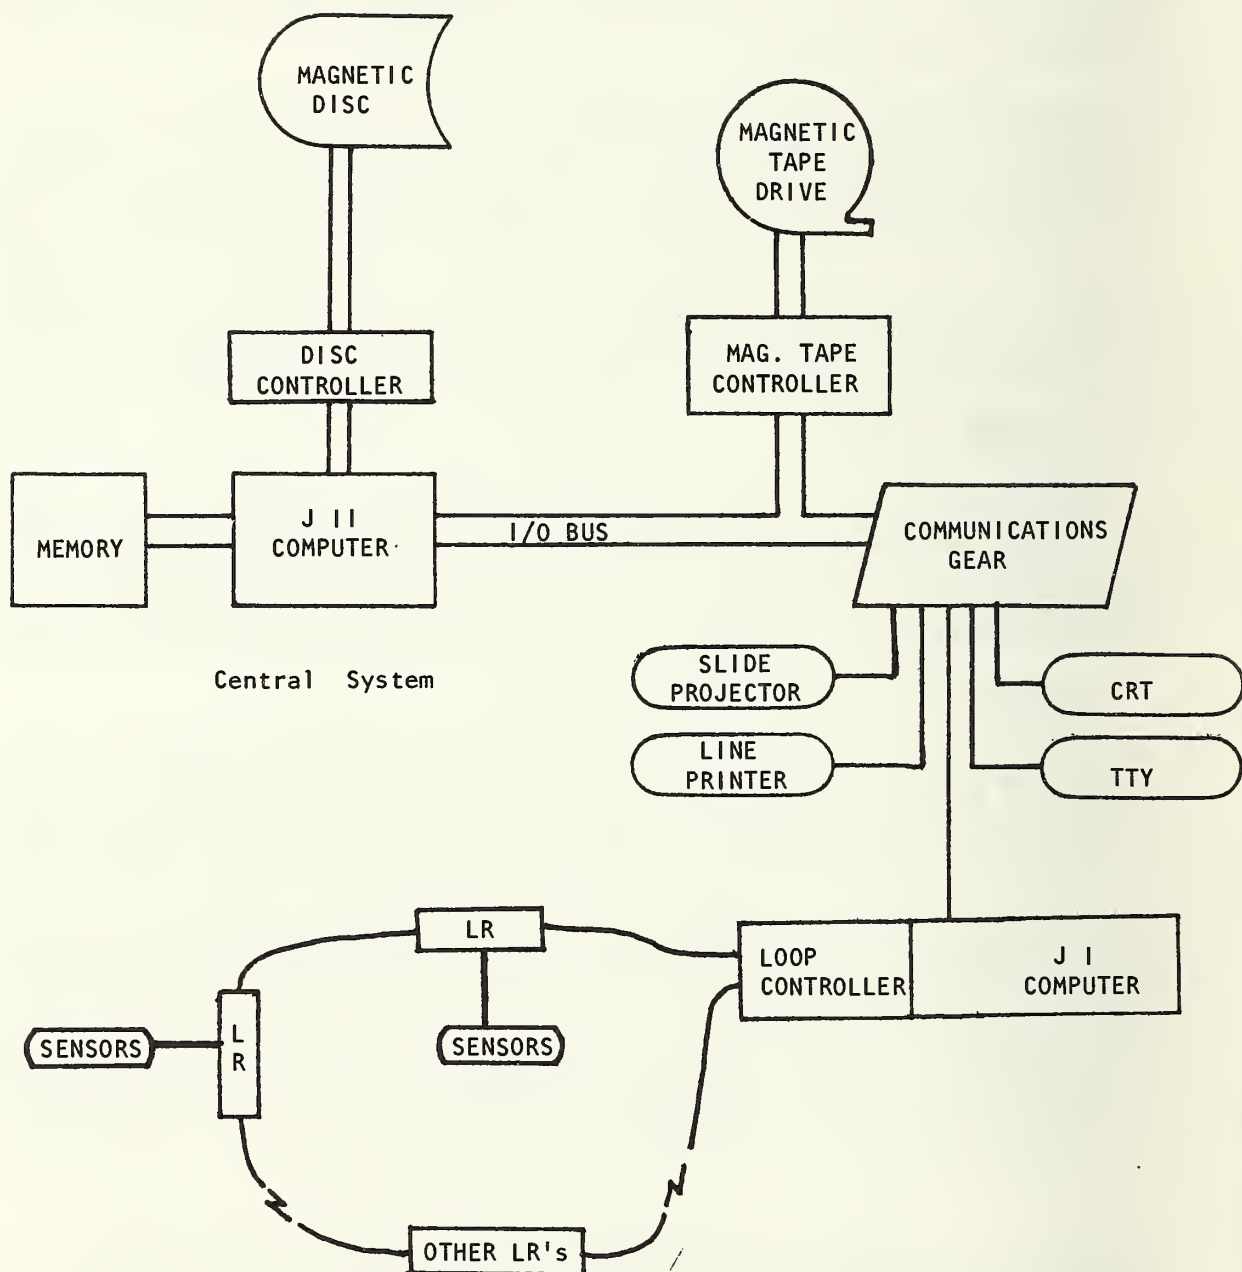 MAGNETIC
DISC
MAGNETIC
TAPE
DRIVE
DISC
CONTROLLER
MAG. TAPE
CONTROLLER
MEMORY
J II
COMPUTER
I/O BUS
COMMUNICATIONS
GEAR
Central System
SLIDE
PROJECTOR
CRT
LINE
PRINTER
TTY
LR
LOOP
CONTROLLER
J I
COMPUTER
SENSORS
L
R
SENSORS
OTHER LR's